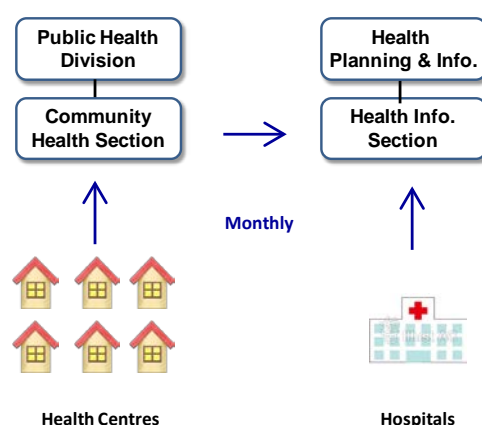 Public Health
Division
Health
Planning & Info.
Community
Health Section
Health Info.
Section
Monthly
Health Centres
Hospitals